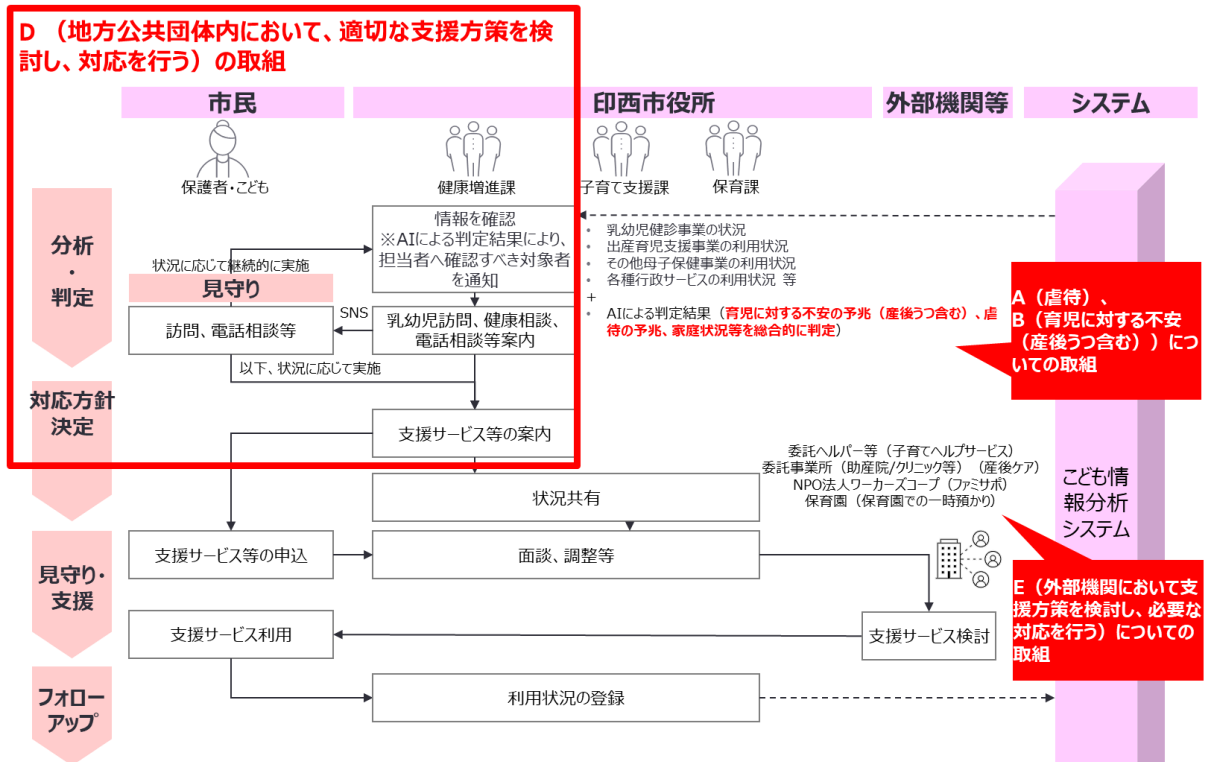 D （地方公共団体内において、適切な支援方策を検
討し、対応を行う）の取組
市民
印西市役所
外部機関等
システム
保護者・こども
健康増進課
子育て支援課
保育課
分析
・
判定
情報を確認
※AIによる判定結果により、
担当者へ確認すべき対象者
を通知
• 乳幼児健診事業の状況
• 出産育児支援事業の利用状況
• その他母子保健事業の利用状況
• 各種行政サービスの利用状況 等
+
• AIによる判定結果（育児に対する不安の予兆（産後うつ含む）、虐
待の予兆、家庭状況等を総合的に判定）
状況に応じて継続的に実施
見守り
訪問、電話相談等
SNS
乳幼児訪問、健康相談、
電話相談等案内
以下、状況に応じて実施
A（虐待）、
B（育児に対する不安
（産後うつ含む））につ
いての取組
対応方針
決定
支援サービス等の案内
委託ヘルパー等（子育てヘルプサービス）
委託事業所（助産院/クリニック等）（産後ケア）
NPO法人ワーカーズコープ（ファミサポ）
保育園（保育園での一時預かり）
状況共有
こども情
報分析
システム
見守り・
支援
支援サービス等の申込
面談、調整等
E（外部機関において支
援方策を検討し、必要な
対応を行う）についての
取組
支援サービス利用
支援サービス検討
フォロー
アップ
利用状況の登録